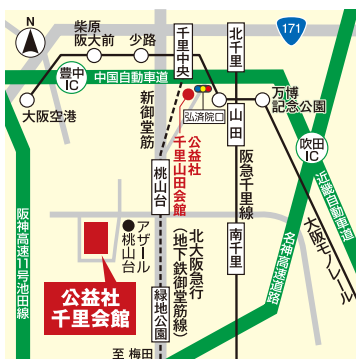 N
柴原
阪大前
少路
千里中央
北千里
171
豊中
IC
中国自動車道
大阪空港
新御堂筋
弘済院口
山田
万博
記念公園
公益社
千里山田会館
吹田
IC
桃山台
阪急千里線
近畿自動車道
アザール
桃山台
南千里
大阪モノレール
阪神高速11号池田線
北大阪急行
(地下鉄御堂筋線)
名神高速道路
公益社
千里会館
緑地公園
至 梅田